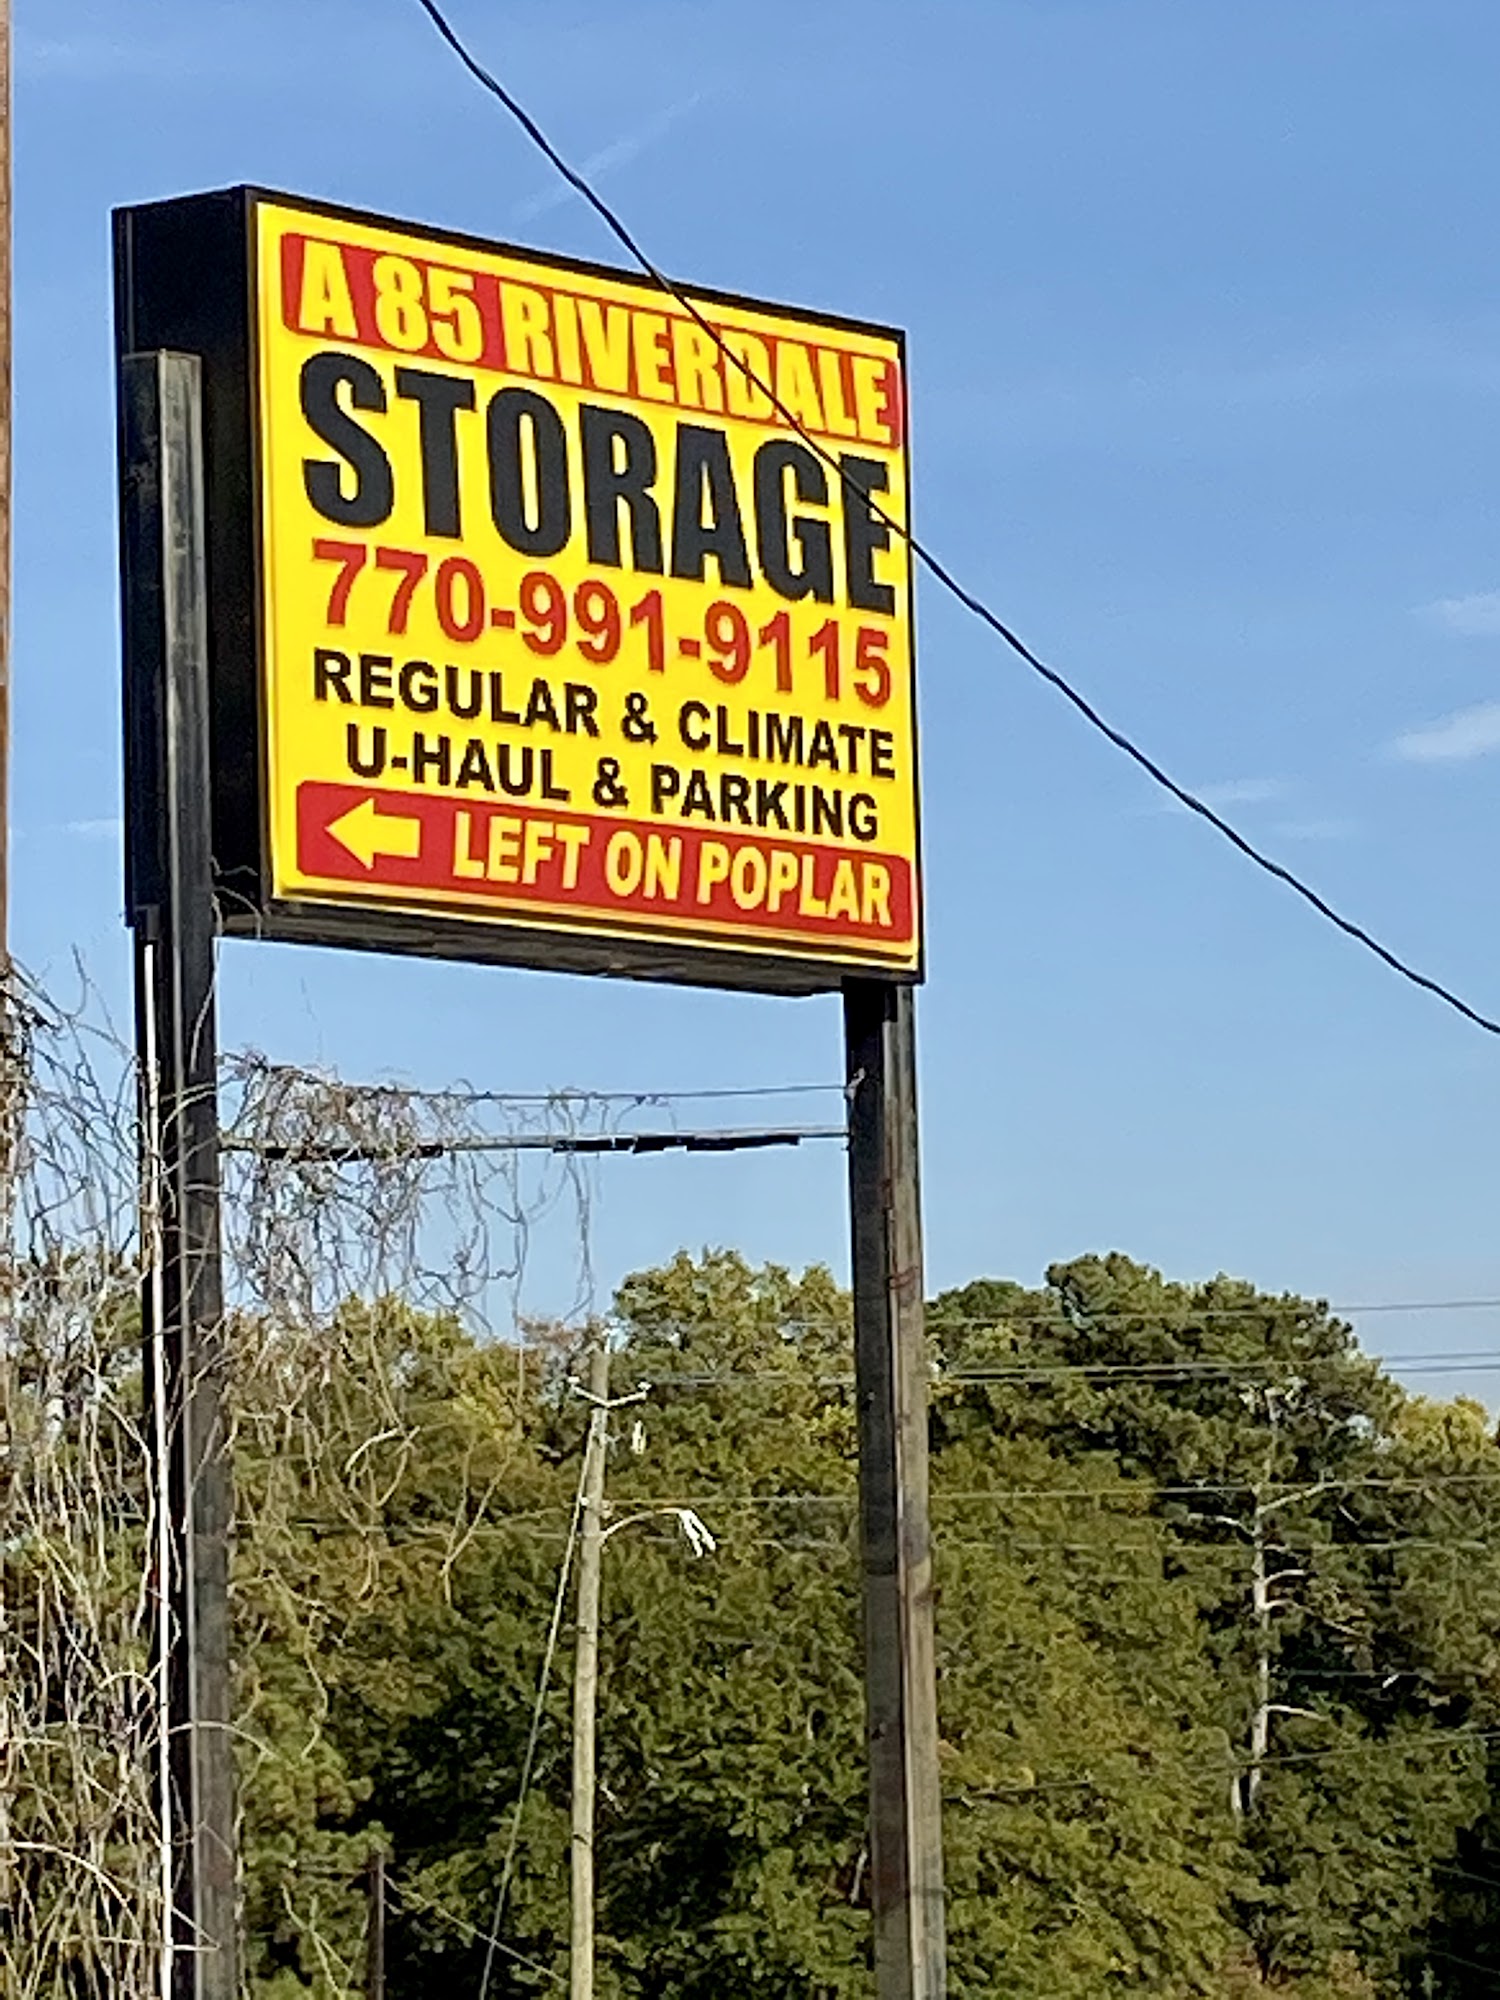 A 85 RIVERDALE
STORAGE
770-991-9115
REGULAR & CLIMATE
U-HAUL & PARKING
LEFT ON POPLAR